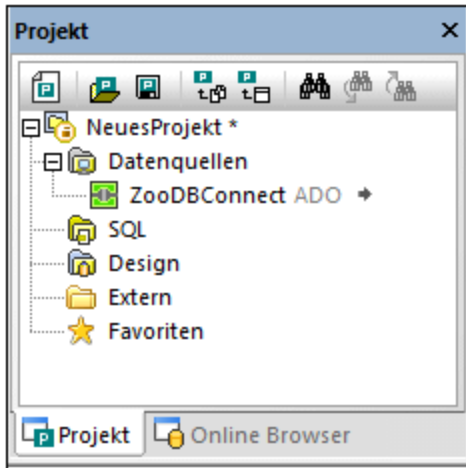 Projekt
NeuesProjekt *
Datenquellen
ZooDBConnect ADO
SQL
Design
Extern
Favoriten
Projekt Online Browser